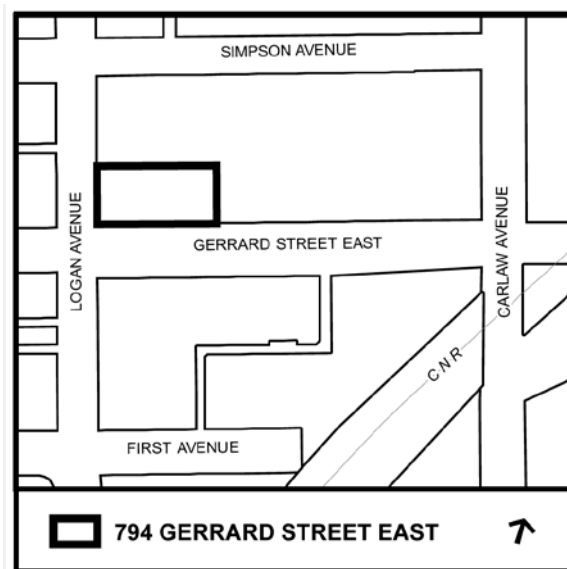 SIMPSON AVENUE
LOGAN AVENUE
CARLAW AVENUE
GERRARD STREET EAST
CNR
FIRST AVENUE
794 GERRARD STREET EAST